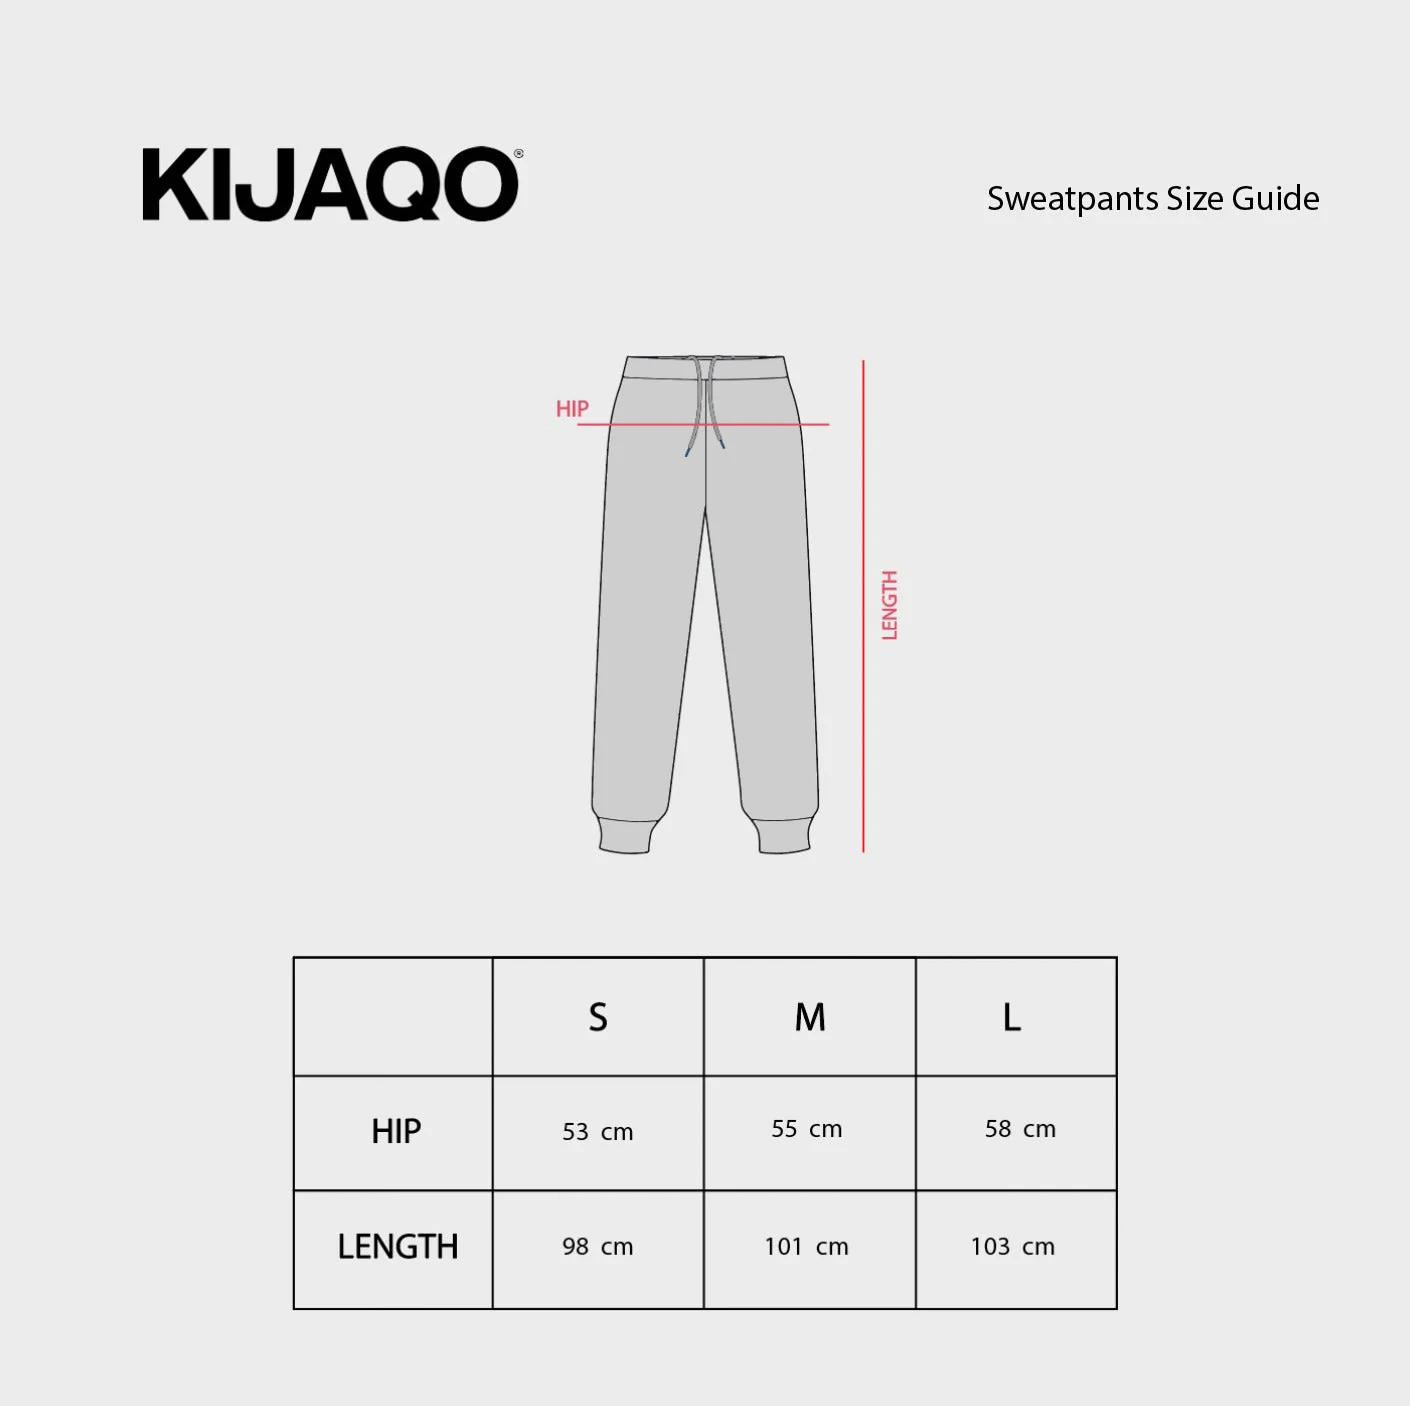 KIJAQO®
Sweatpants Size Guide
HIP
LENGTH
S M L
HIP 53 cm 55 cm 58 cm
LENGTH 98 cm 101 cm 103 cm